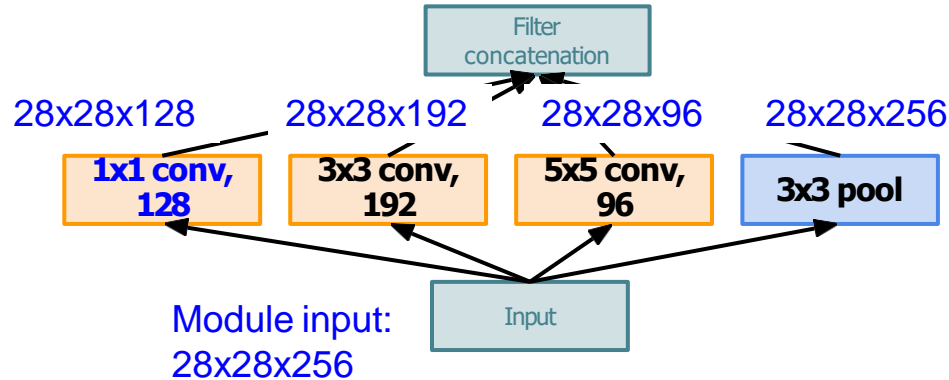 Filter
concatenation
28x28x128
28x28x192
28x28x96
28x28x256
1x1 conv,
128
3x3 conv,
192
5x5 conv,
96
3x3 pool
Input
Module input:
28x28x256